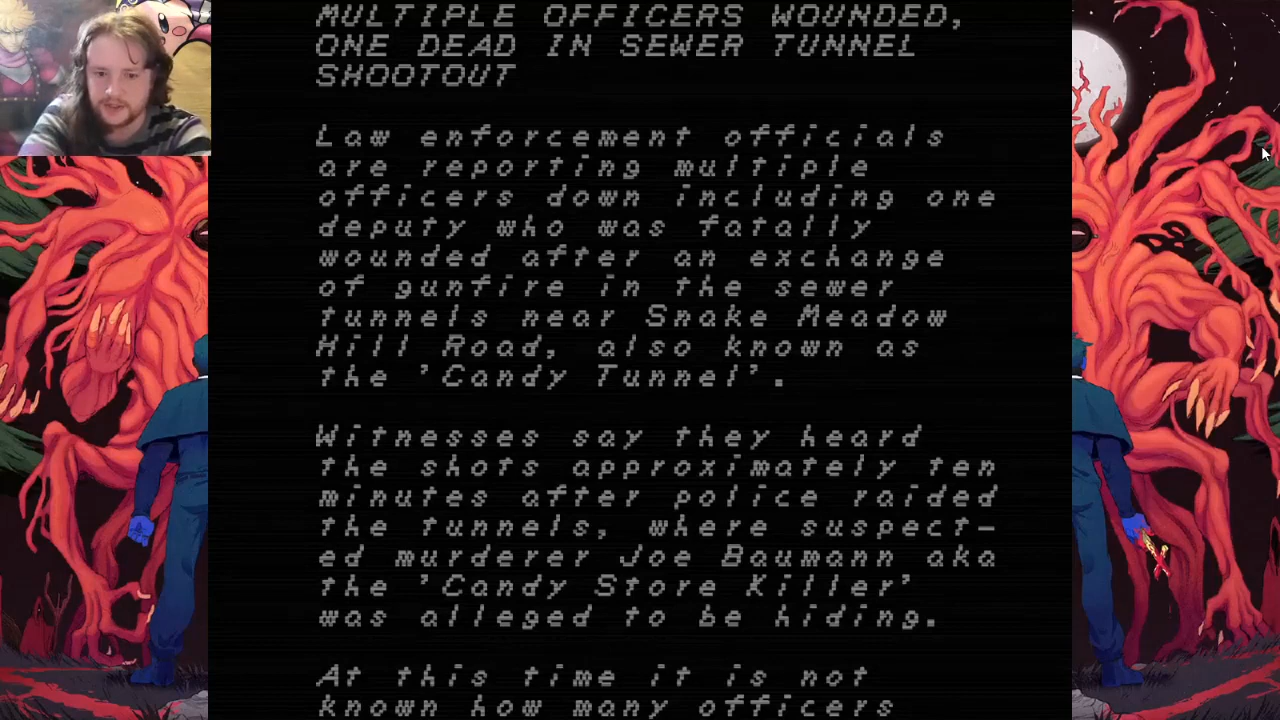 MULTIPLE OFFICERS WOUNDED,
ONE DEAD IN SEWER TUNNEL
SHOOTOUT
Law enforcement officials
are reporting multiple
officers down including one
deputy who was fatally
wounded after an exchange
of gunfire in the sewer
tunnels near Snake Meadow
Hill Road, also known as
the 'Candy Tunnel'.
Witnesses say they heard
the shots approximately ten
minutes after police raided
the tunnels, where suspect-
ed murderer Joe Baumann aka
the 'Candy Store Killer'
was alleged to be hiding.
At this time it is not
known how many officers